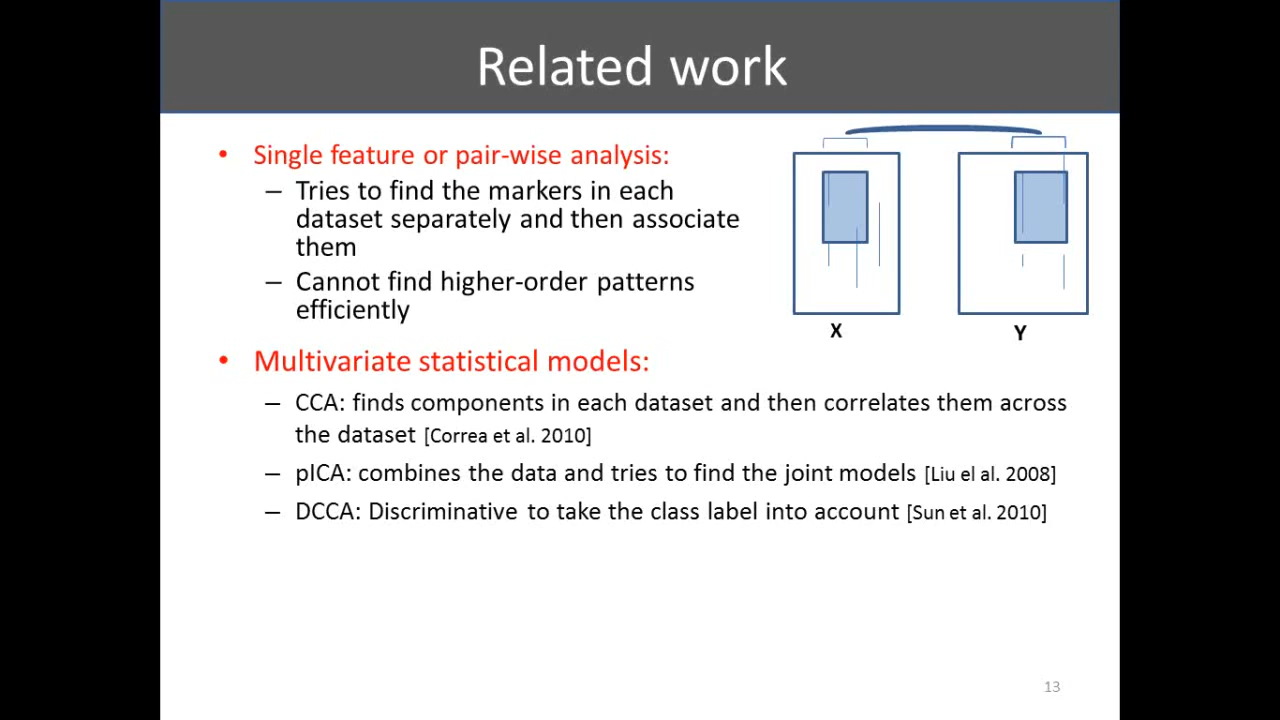 Related work
• Single feature or pair-wise analysis:
– Tries to find the markers in each
dataset separately and then associate
them
– Cannot find higher-order patterns
efficiently
X
Y
• Multivariate statistical models:
– CCA: finds components in each dataset and then correlates them across
the dataset [Correa et al. 2010]
– pICA: combines the data and tries to find the joint models [Liu el al. 2008]
– DCCA: Discriminative to take the class label into account [Sun et al. 2010]
13